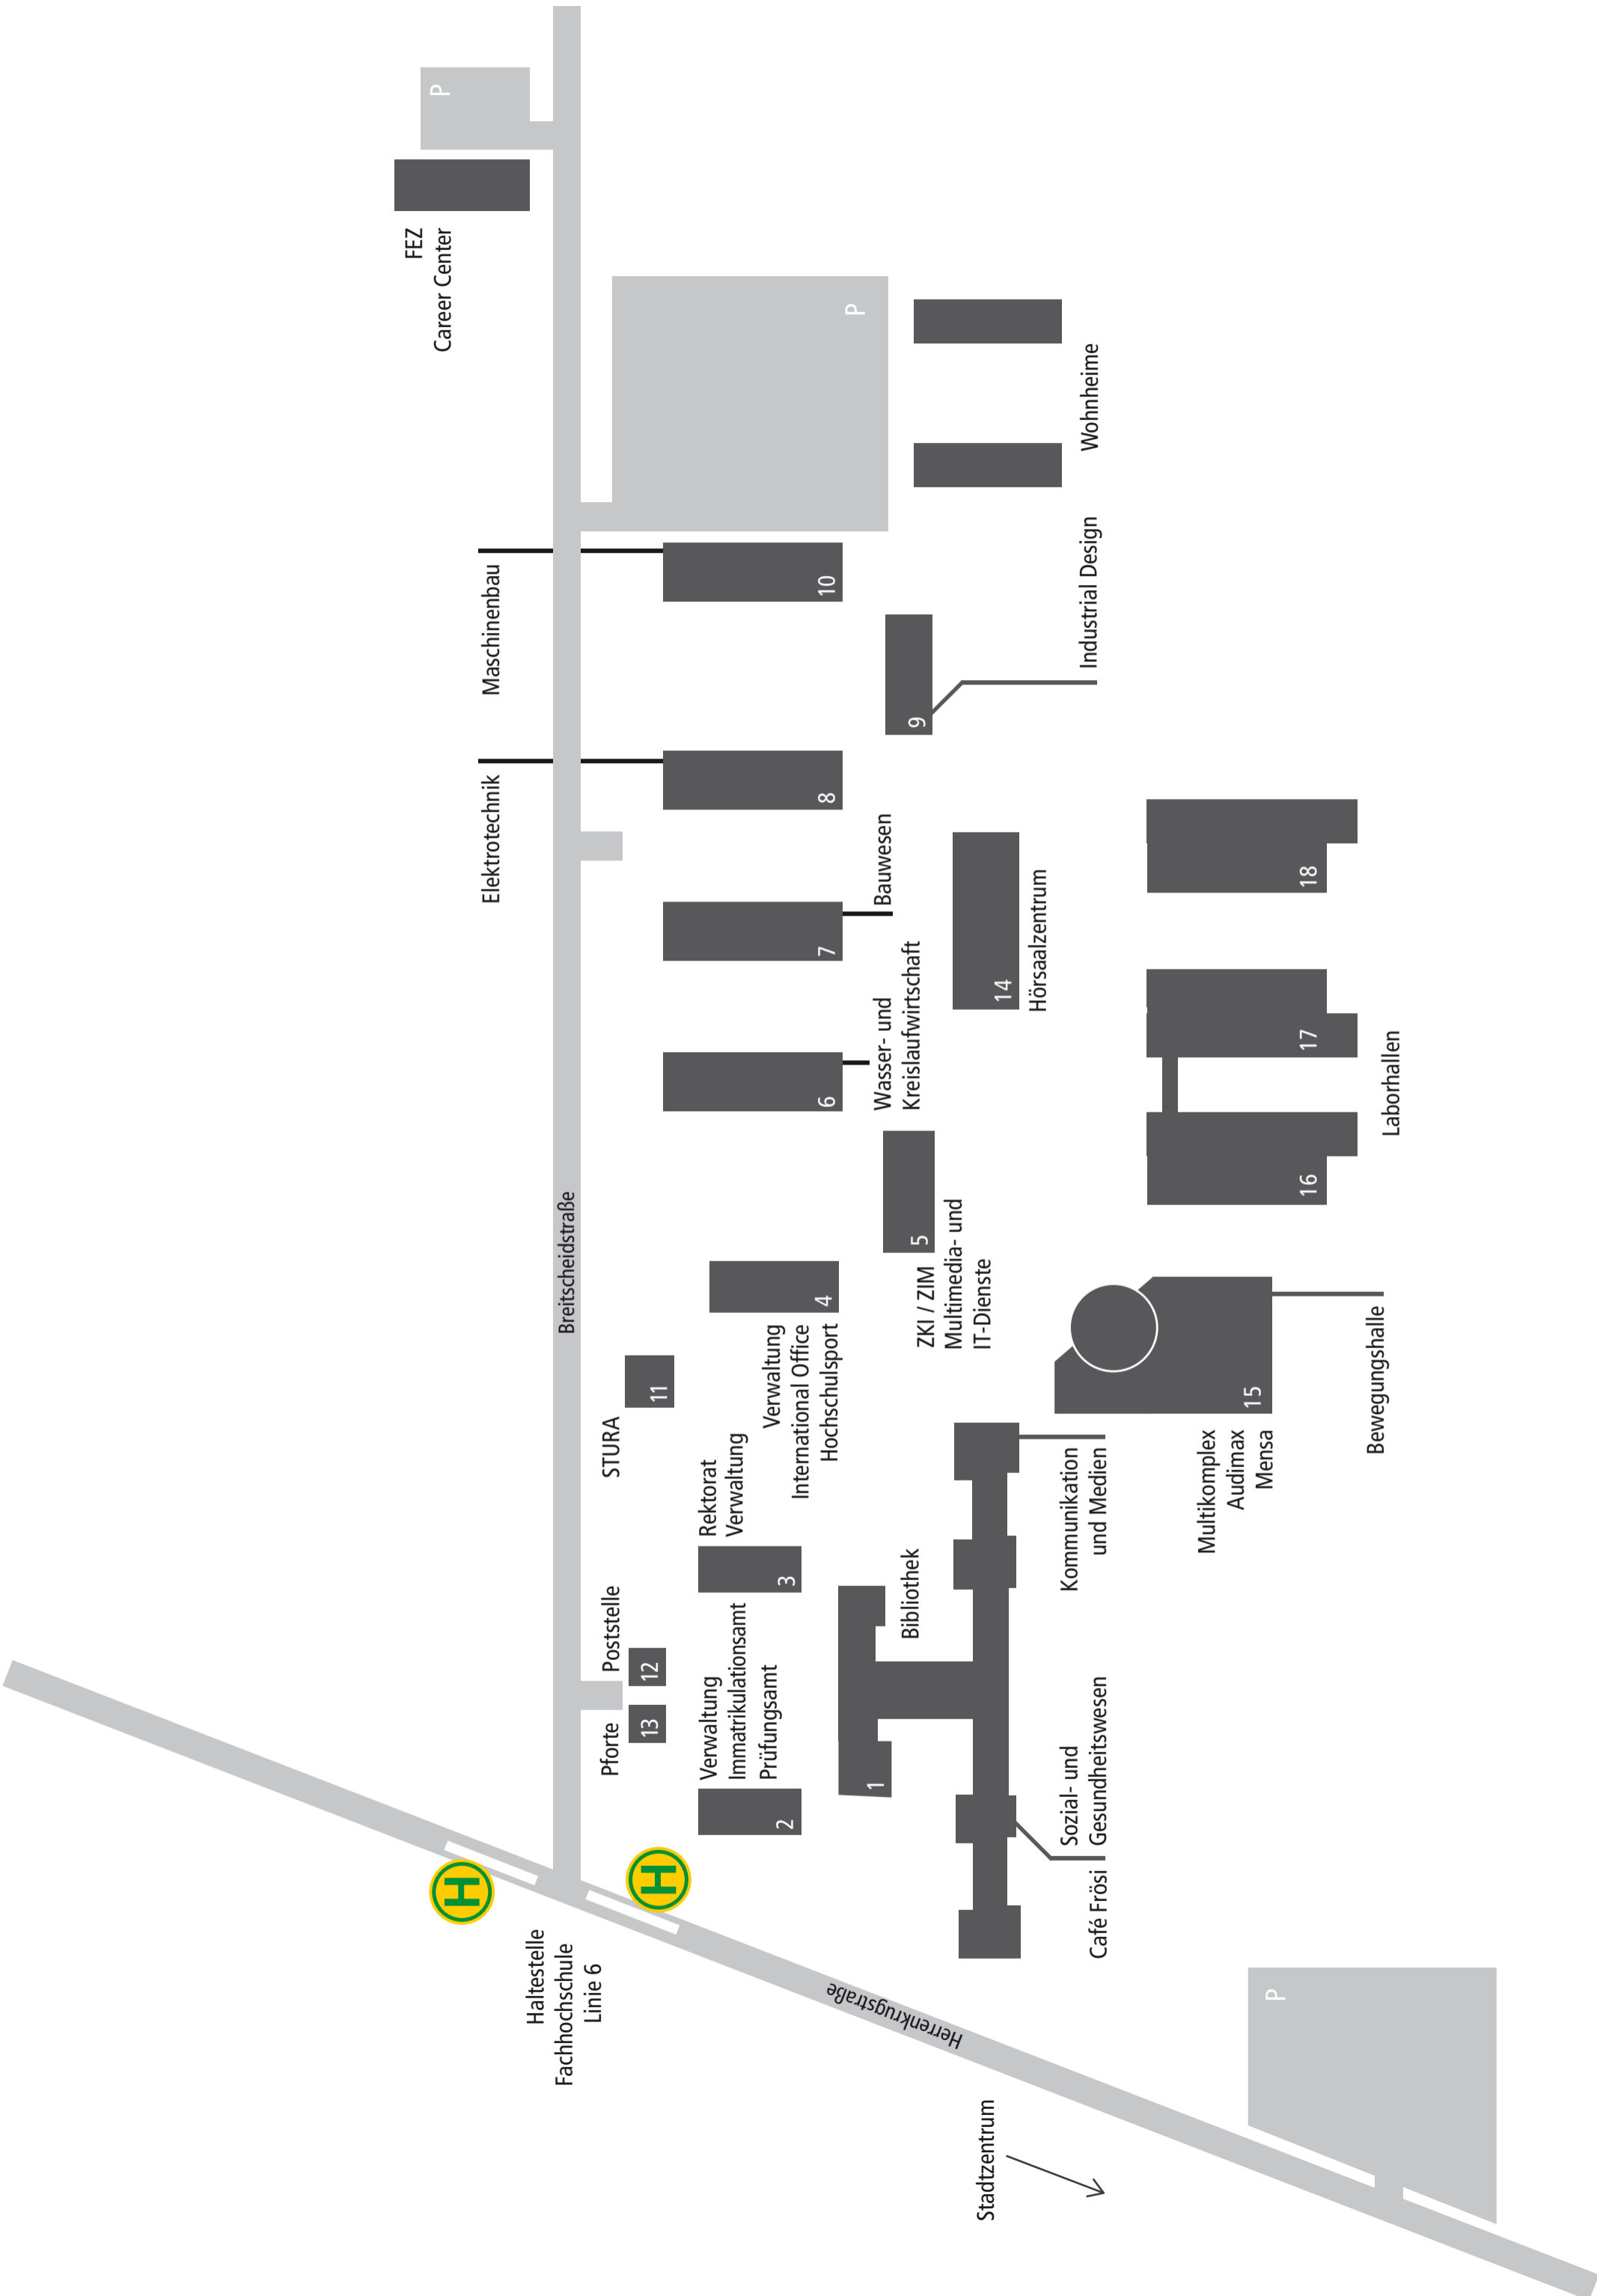 P
FEZ
Career Center
P
Wohnheime
Maschinenbau
10
Industrial Design
9
Elektrotechnik
8
Bauwesen
7
14
Hörsaalzentrum
18
17
16
Laborhallen
Wasser- und
Kreislaufwirtschaft
6
Breitscheidstraße
5
ZKI / ZIM
Multimedia- und
IT-Dienste
4
Verwaltung
International Office
Hochschulsport
11
STURA
Rektorat
Verwaltung
3
15
Multikomplex
Audimax
Mensa
Bewegungshalle
Kommunikation
und Medien
Bibliothek
1
Poststelle
12
Pforte
13
Verwaltung
Immatrikulationsamt
Prüfungsamt
2
Sozial- und
Gesundheitswesen
Café Frösi
H
H
Haltestelle
Fachhochschule
Linie 6
Herrenkrugstraße
Stadtzentrum
P